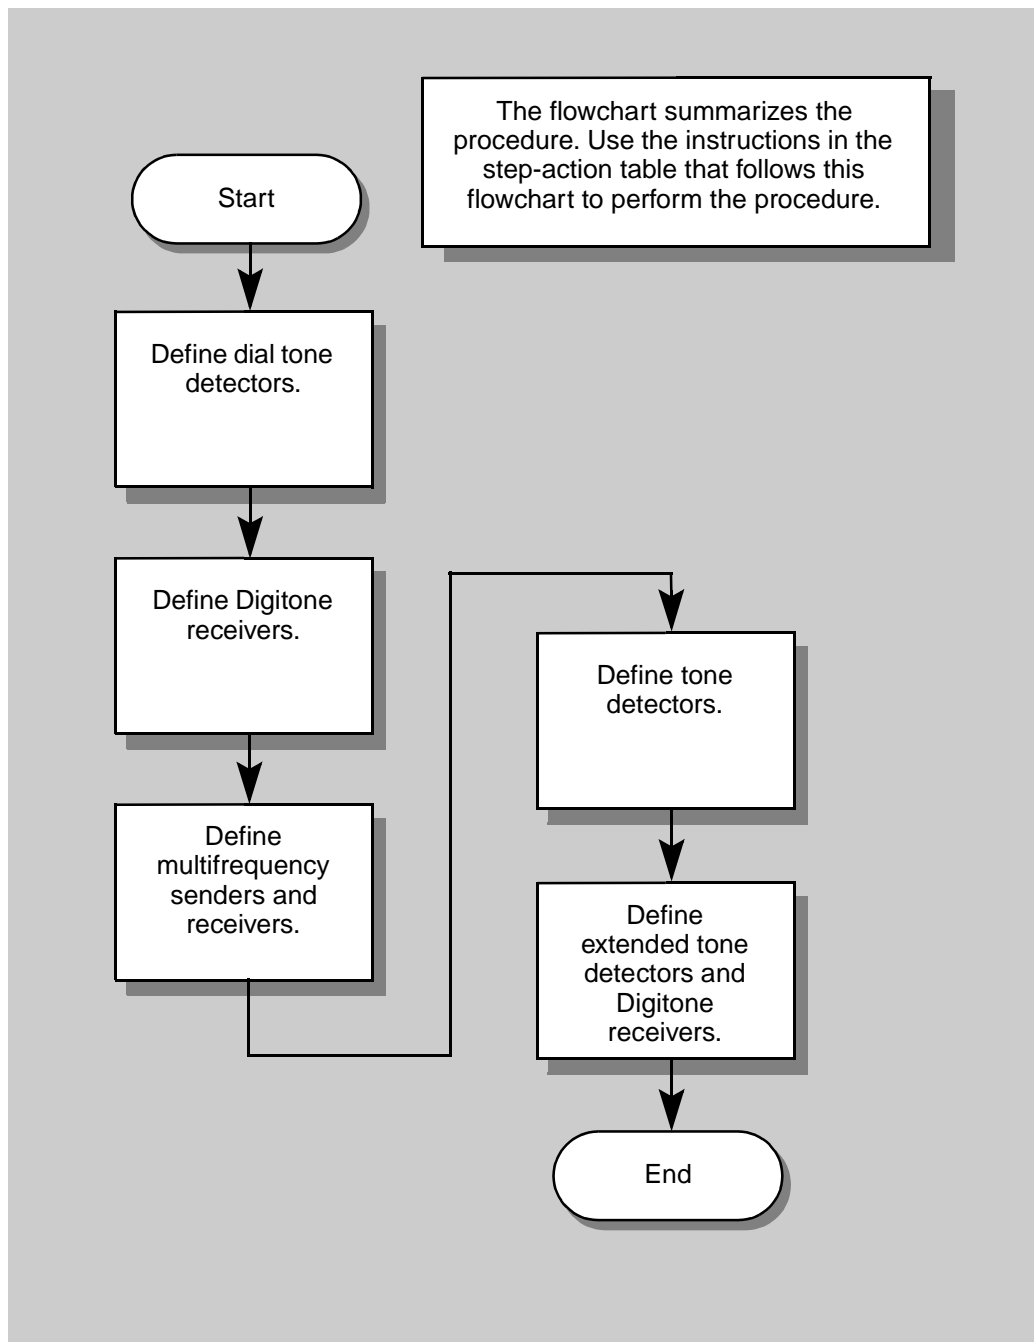 The flowchart summarizes the
procedure. Use the instructions in the
step-action table that follows this
flowchart to perform the procedure.
Start
Define dial tone
detectors.
Define Digitone
receivers.
Define
multifrequency
senders and
receivers.
Define tone
detectors.
Define
extended tone
detectors and
Digitone
receivers.
End